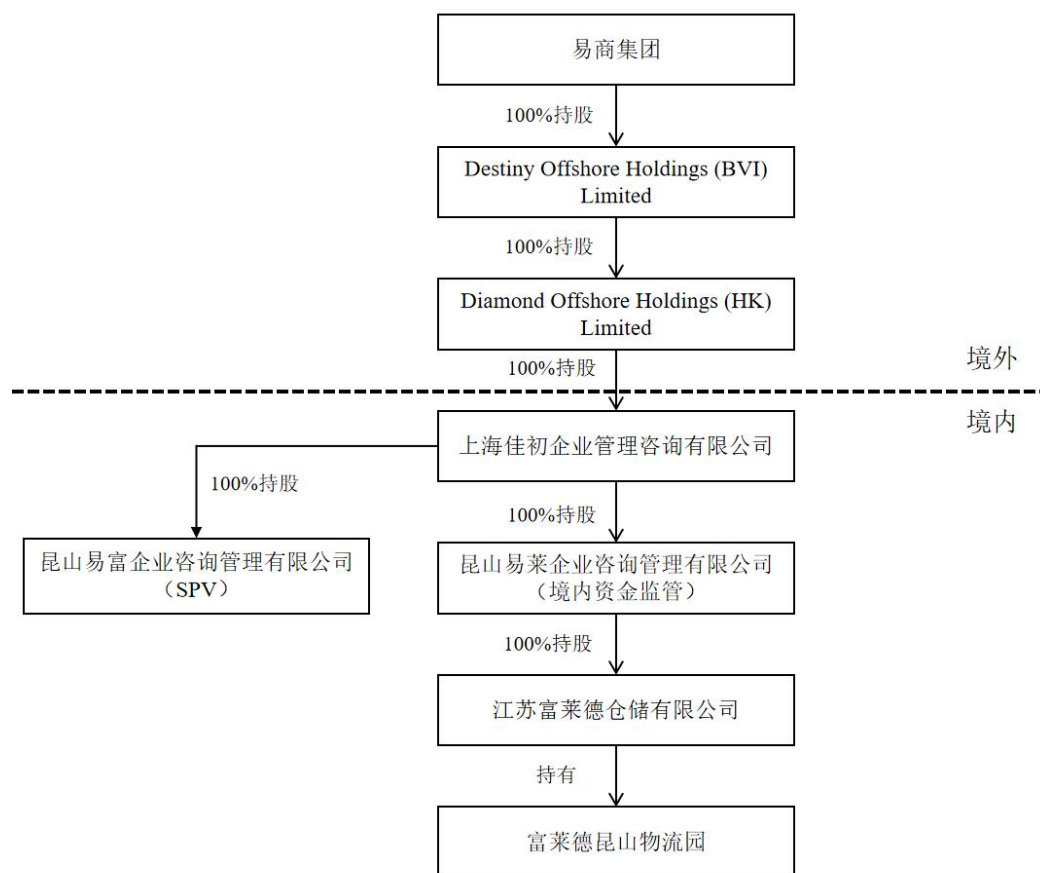 易商集团
100%持股
Destiny Offshore Holdings (BVI)
Limited
100%持股
Diamond Offshore Holdings (HK)
Limited
100%持股
境外
境内
上海佳初企业管理咨询有限公司
100%持股
100%持股
昆山易富企业咨询管理有限公司
（SPV）
昆山易莱企业咨询管理有限公司
（境内资金监管）
100%持股
江苏富莱德仓储有限公司
持有
富莱德昆山物流园